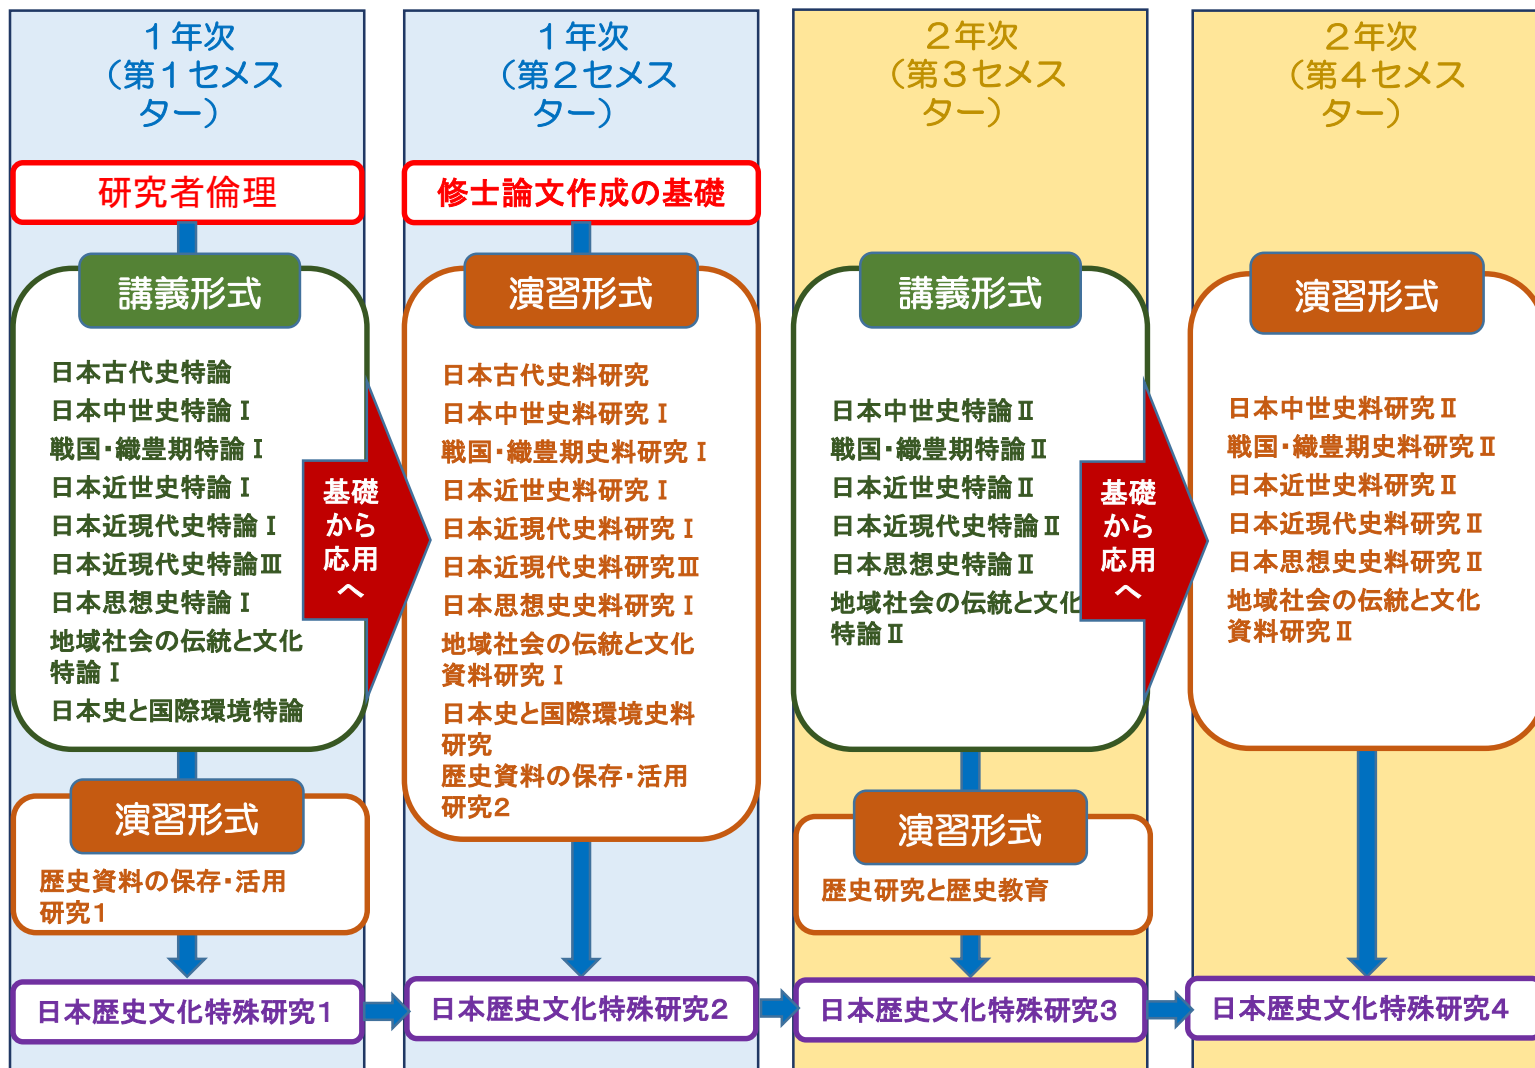 １年次
（第１セメス
ター）
研究者倫理
講義形式
日本古代史特論
日本中世史特論Ⅰ
戦国・織豊期特論Ⅰ
日本近世史特論Ⅰ
日本近現代史特論Ⅰ
日本近現代史特論Ⅲ
日本思想史特論Ⅰ
地域社会の伝統と文化
特論Ⅰ
日本史と国際環境特論
演習形式
歴史資料の保存・活用
研究１
日本歴史文化特殊研究１
基礎
から
応用
へ
１年次
（第２セメス
ター）
修士論文作成の基礎
演習形式
日本古代史料研究
日本中世史料研究Ⅰ
戦国・織豊期史料研究Ⅰ
日本近世史料研究Ⅰ
日本近現代史料研究Ⅰ
日本近現代史料研究Ⅲ
日本思想史史料研究Ⅰ
地域社会の伝統と文化
資料研究Ⅰ
日本史と国際環境史料
研究
歴史資料の保存・活用
研究２
日本歴史文化特殊研究２
２年次
（第３セメス
ター）
講義形式
日本中世史特論Ⅱ
戦国・織豊期特論Ⅱ
日本近世史特論Ⅱ
日本近現代史特論Ⅱ
日本思想史特論Ⅱ
地域社会の伝統と文化
特論Ⅱ
演習形式
歴史研究と歴史教育
日本歴史文化特殊研究３
基礎
から
応用
へ
２年次
（第４セメス
ター）
演習形式
日本中世史料研究Ⅱ
戦国・織豊期史料研究Ⅱ
日本近世史料研究Ⅱ
日本近現代史料研究Ⅱ
日本思想史史料研究Ⅱ
地域社会の伝統と文化
資料研究Ⅱ
日本歴史文化特殊研究４